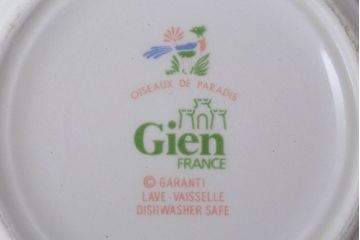 OISEAUX DE PARADIS
Gien
FRANCE
© GARANTI
LAVE-VAISSELLE
DISHWASHER SAFE